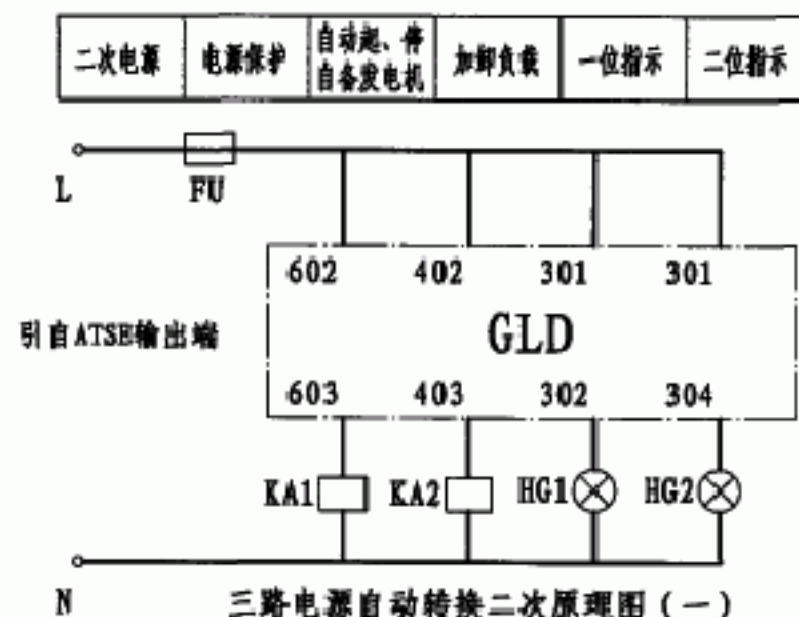 二次电源 电源保护 自动起、停 加卸负载 一位指示 二位指示
自备发电机
L FU
602 402 301 301
引自ATSE输出端 GLD
603 403 302 304
KA1 KA2 HG1 HG2
N 三路电源自动转接二次原理图(一)